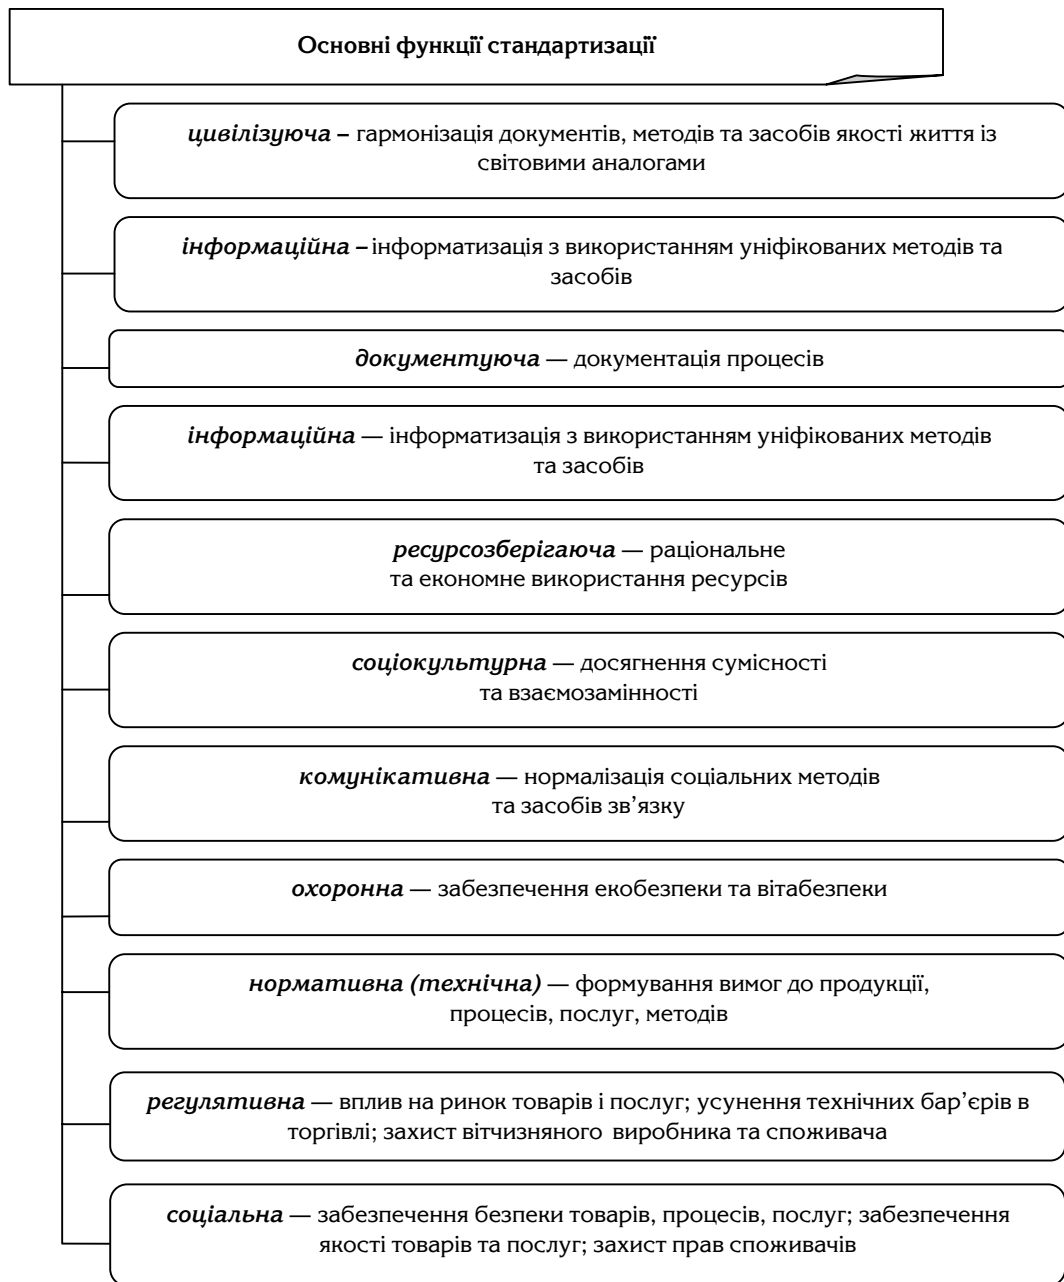 Основні функції стандартизації
цивілізуюча – гармонізація документів, методів та засобів якості життя із
світовими аналогами
інформаційна – інформатизація з використанням уніфікованих методів та
засобів
документуюча — документація процесів
інформаційна — інформатизація з використанням уніфікованих методів
та засобів
ресурсозберігаюча — раціональне
та економне використання ресурсів
соціокультурна — досягнення сумісності
та взаємозамінності
комунікативна — нормалізація соціальних методів
та засобів зв’язку
охоронна — забезпечення екобезпеки та вітабезпеки
нормативна (технічна) — формування вимог до продукції,
процесів, послуг, методів
регулятивна — вплив на ринок товарів і послуг; усунення технічних бар’єрів в
торгівлі; захист вітчизняного виробника та споживача
соціальна — забезпечення безпеки товарів, процесів, послуг; забезпечення
якості товарів та послуг; захист прав споживачів